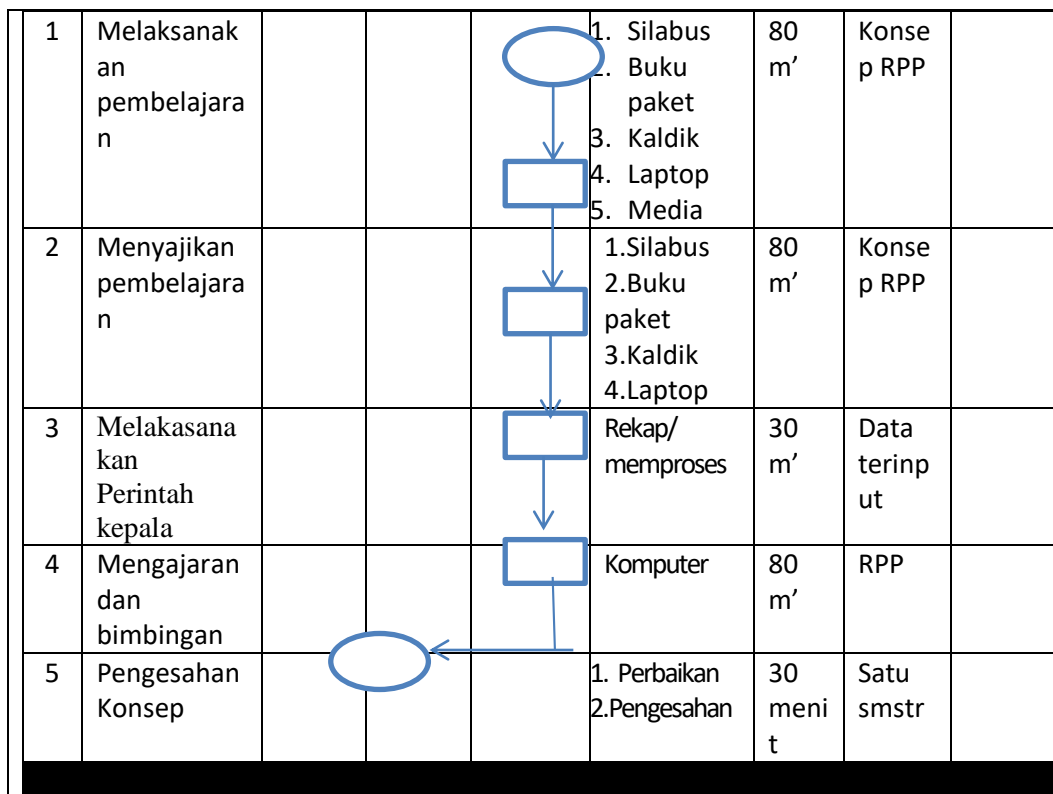 1 Melaksanak 1. Silabus 80 Konse
an 2. Buku m’ p RPP
pembelajara paket
n 3. Kaldik
4. Laptop
5. Media
2 Menyajikan 1.Silabus 80 Konse
pembelajara 2.Buku m’ p RPP
n paket
3.Kaldik
4.Laptop
3 Melakasana Rekap/ 30 Data
kan memproses m’ terinp
Perintah ut
kepala
4 Mengajaran Komputer 80 RPP
dan m’
bimbingan
5 Pengesahan 1. Perbaikan 30 Satu
Konsep 2.Pengesahan meni smstr
t